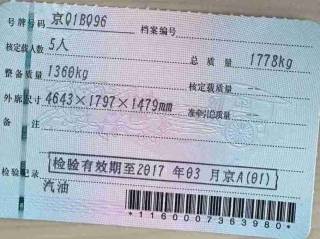 号牌号码 京Q1BQ96 档案编号
核定载人数 5人 总 质 量 1778kg
整备质量 1360kg 核定载质量
外廓尺寸 4643×1797×1479mm 准牵引总质量
备 注
检验记录 检验有效期至2017 年03 月京A(01)
汽油
*1160007363980*